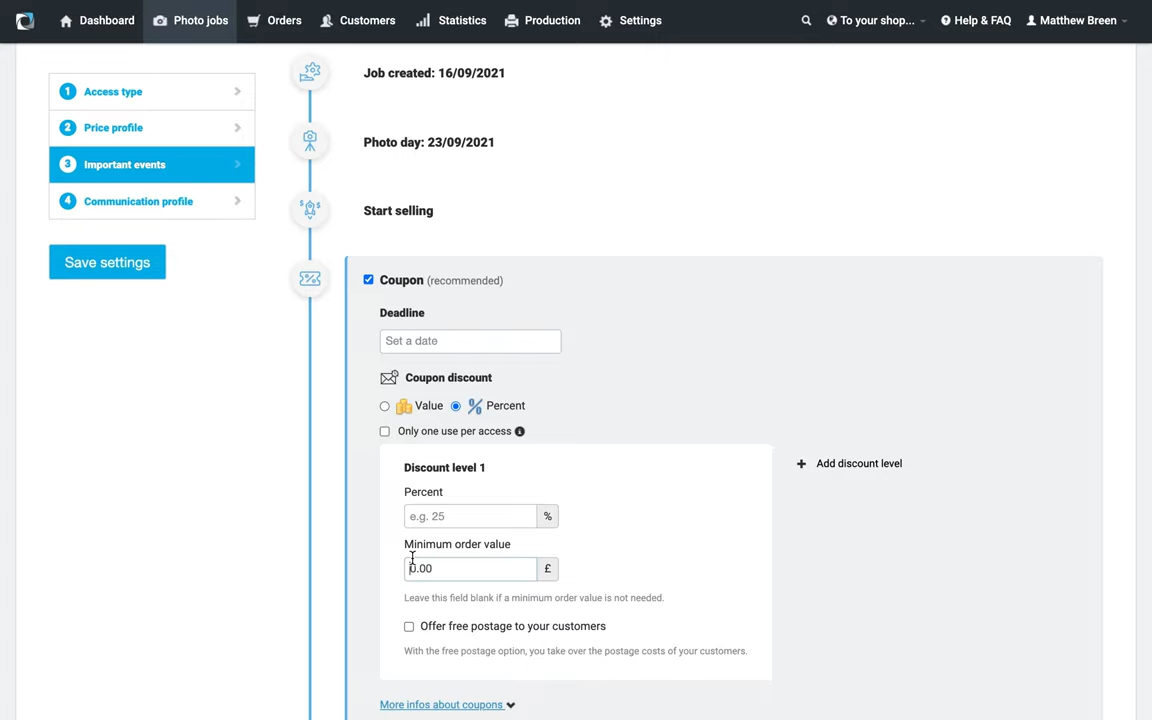 Dashboard Photo jobs Orders Customers Statistics Production Settings To your shop... Help & FAQ Matthew Breen
1 Access type
2 Price profile
3 Important events
4 Communication profile
Save settings
Job created: 16/09/2021
Photo day: 23/09/2021
Start selling
Coupon (recommended)
Deadline
Set a date
Coupon discount
Value % Percent
Only one use per access
Discount level 1
Add discount level
Percent
e.g. 25 %
Minimum order value
0.00 £
Leave this field blank if a minimum order value is not needed.
Offer free postage to your customers
With the free postage option, you take over the postage costs of your customers.
More infos about coupons